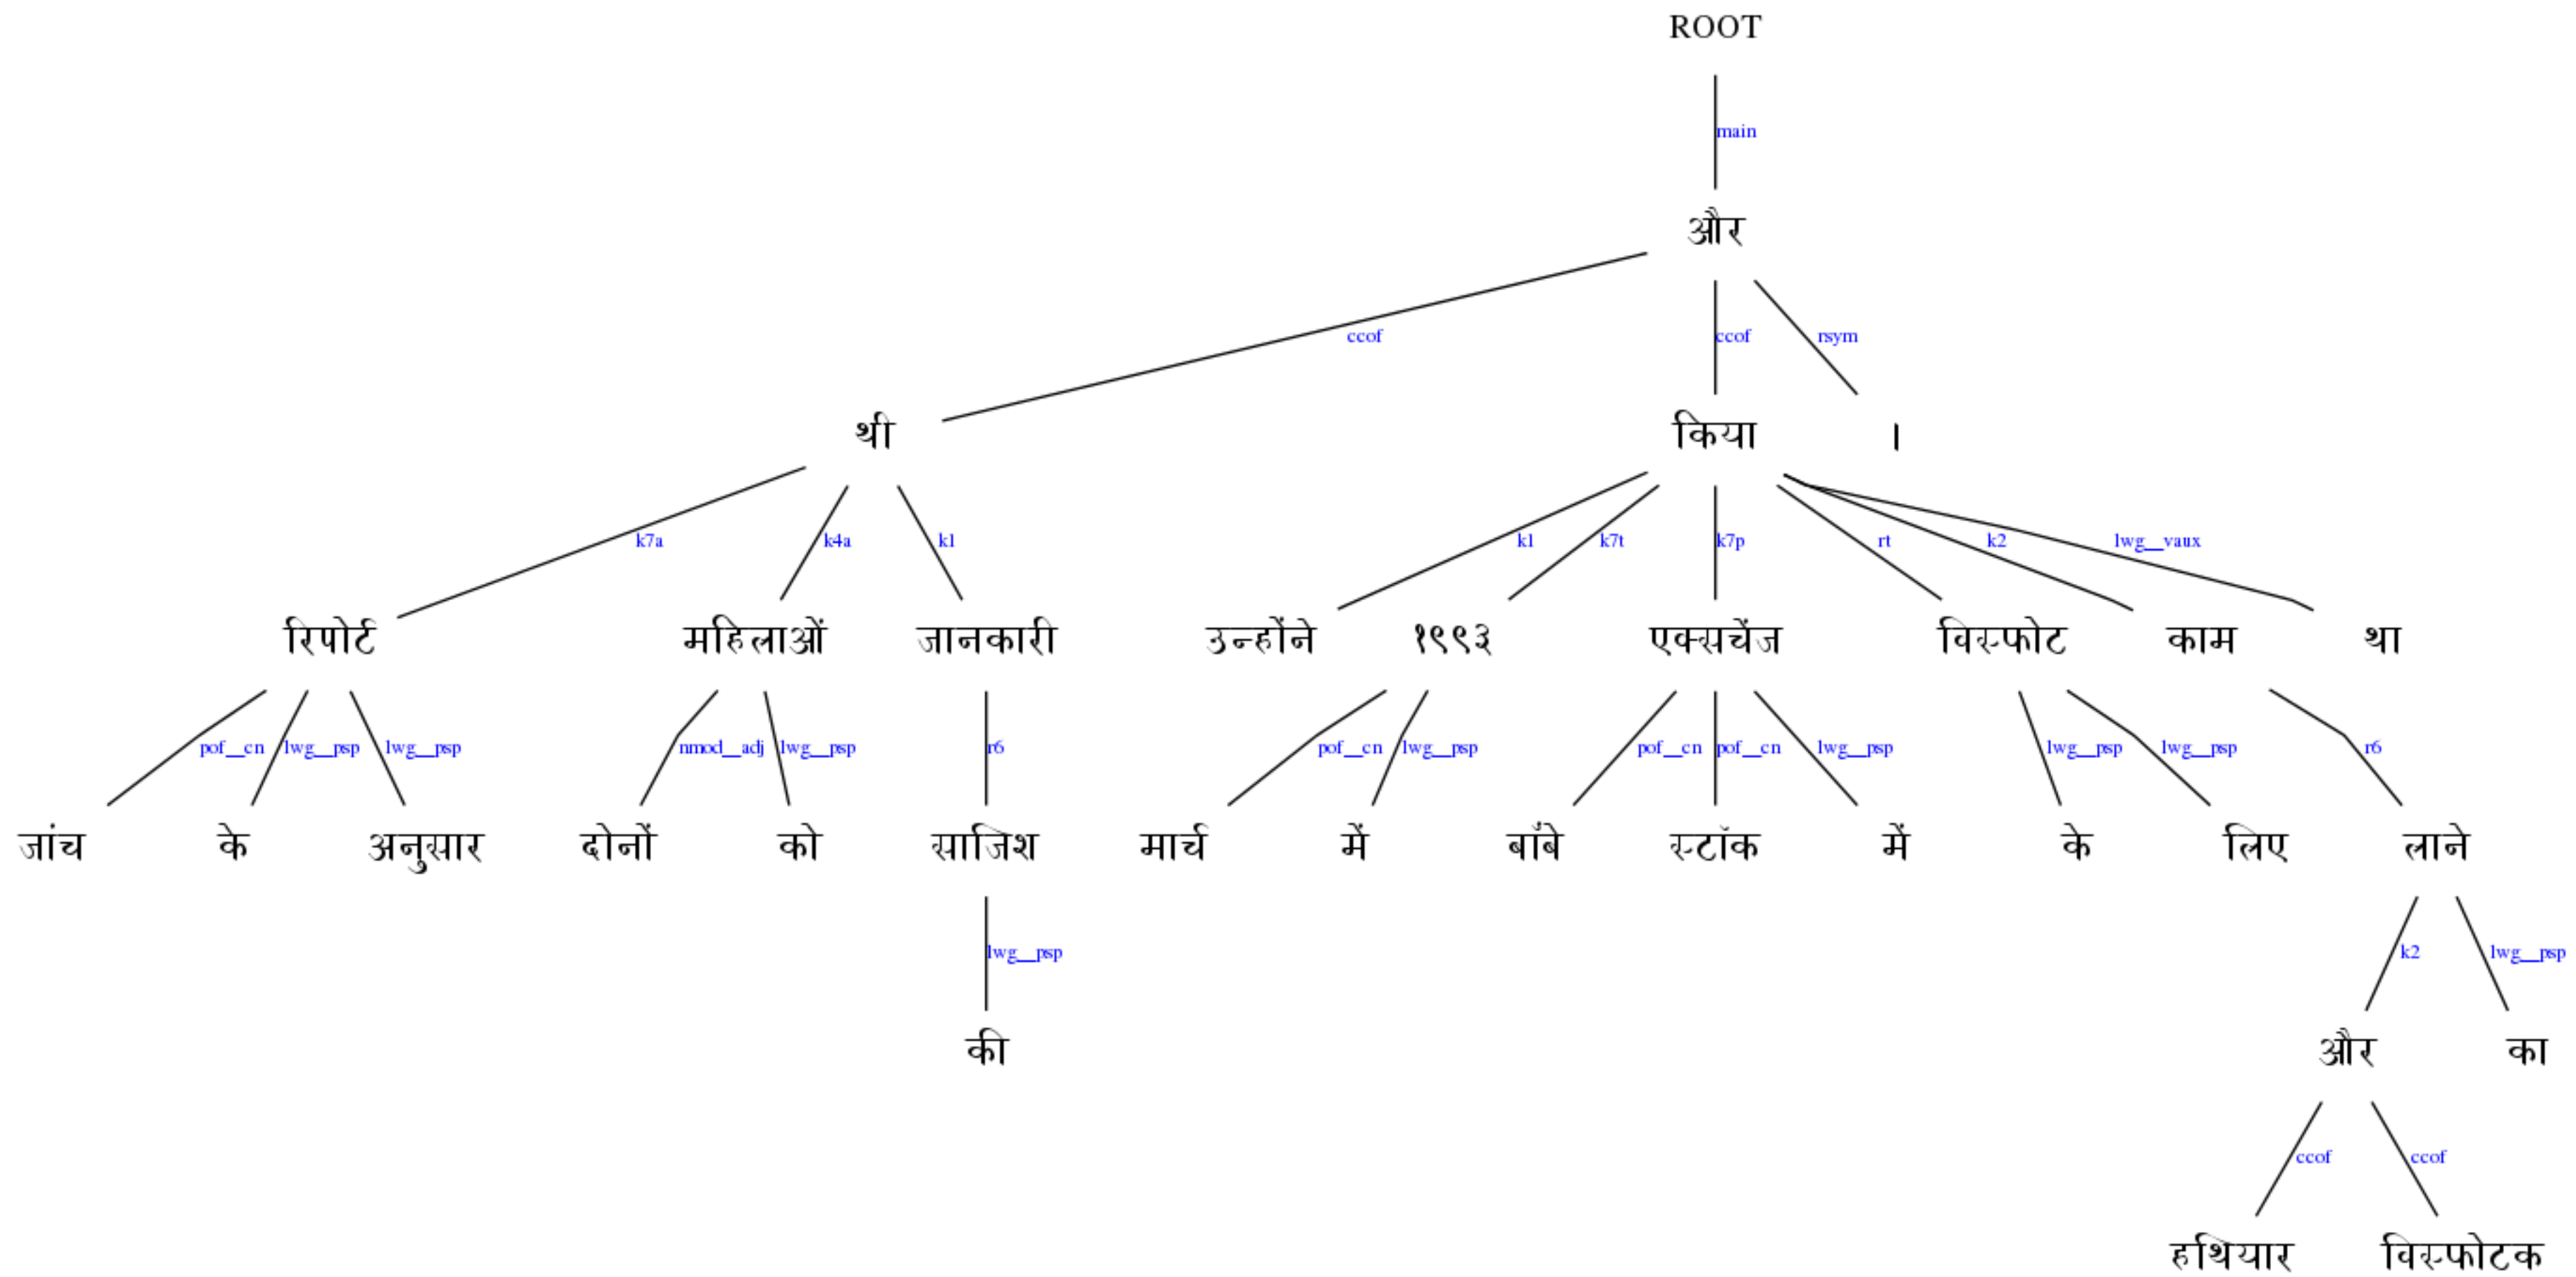 ROOT
main
और
ccof ccof rsym
थी किया ।
k7a k4a k1 k1 k7t k7p rt k2 lwg__vaux
रिपोर्ट महिलाओं जानकारी उन्होंने १९९३ एक्सचेंज विस्फोट काम था
pof__cn lwg__psp lwg__psp nmod__adj lwg__psp r6 pof__cn lwg__psp pof__cn pof__cn lwg__psp lwg__psp lwg__psp r6
जांच के अनुसार दोनों को साजिश मार्च में बॉंबे स्टॉक में के लिए लाने
lwg__psp k2 lwg__psp
की और का
ccof ccof
हथियार विस्फोटक